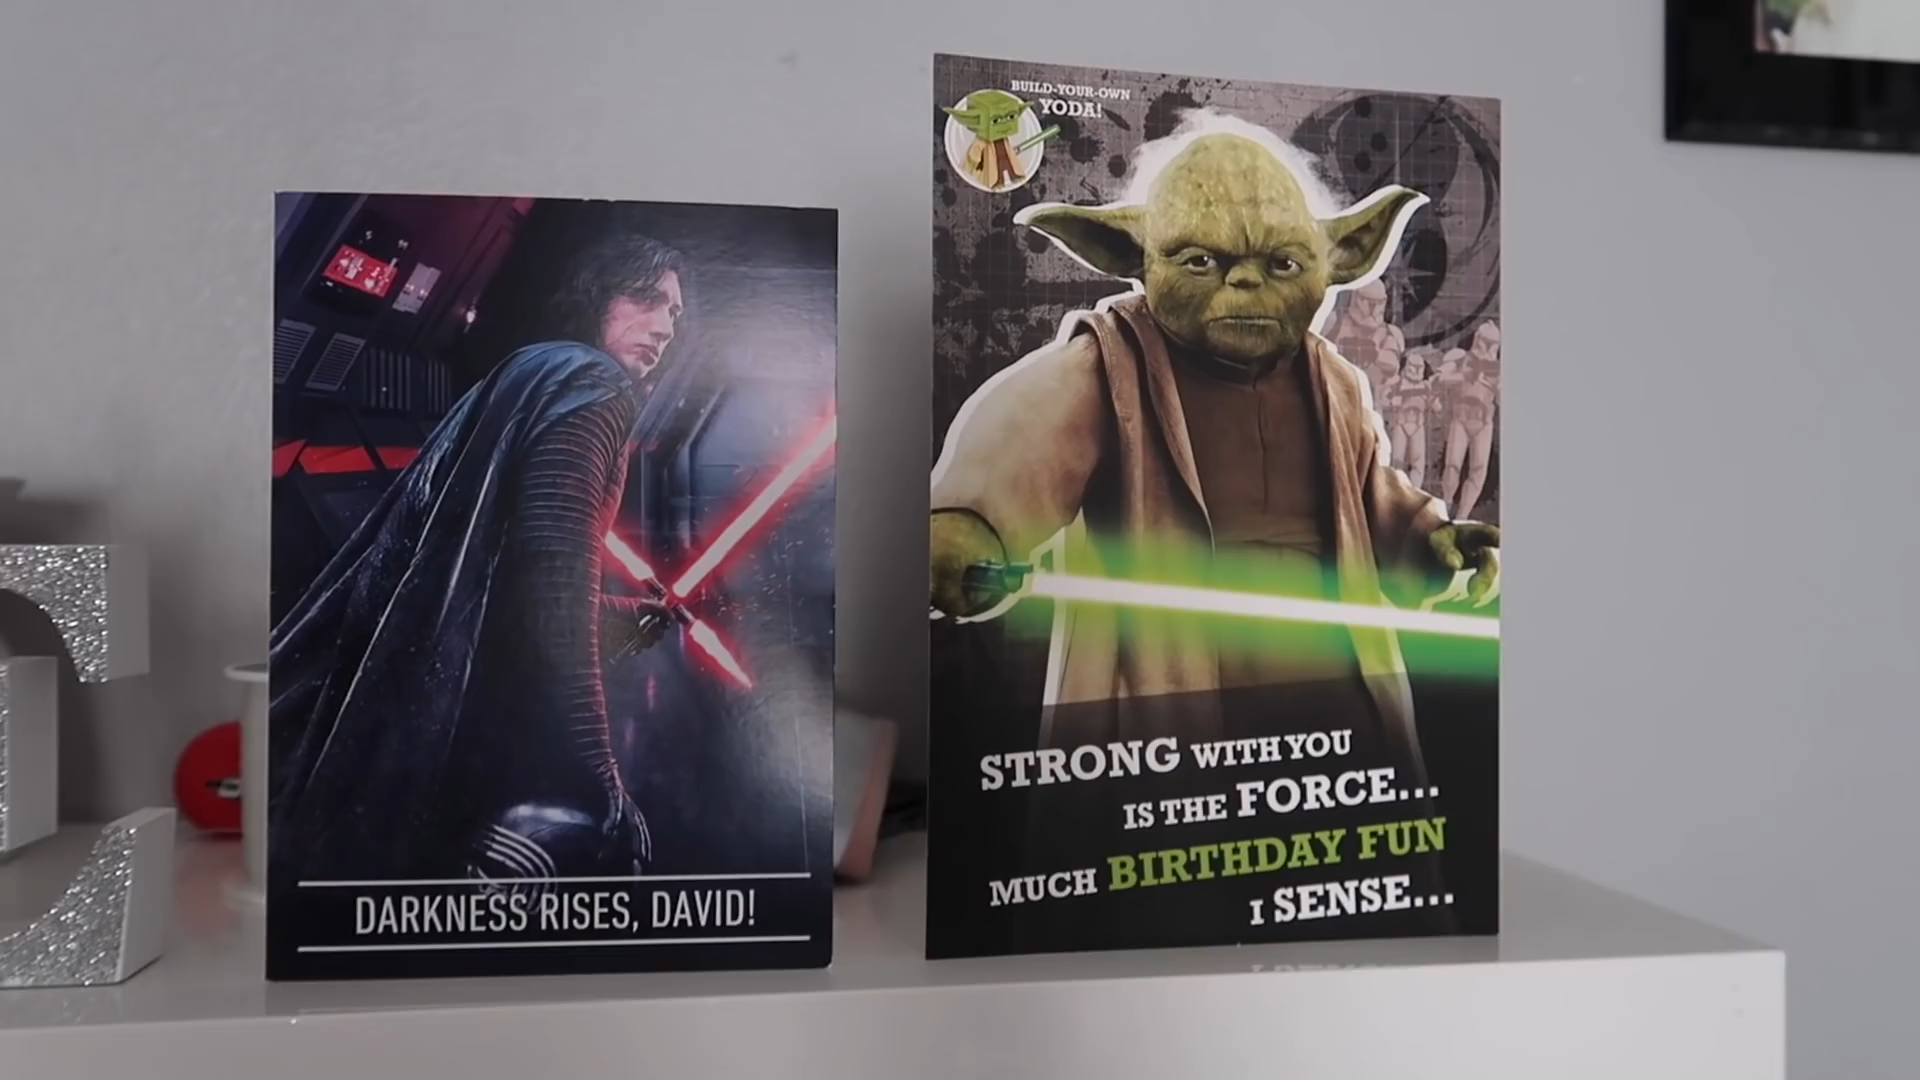 DARKNESS RISES, DAVID!
BUILD-YOUR-OWN
YODA!
STRONG WITH YOU
IS THE FORCE...
MUCH BIRTHDAY FUN
I SENSE...